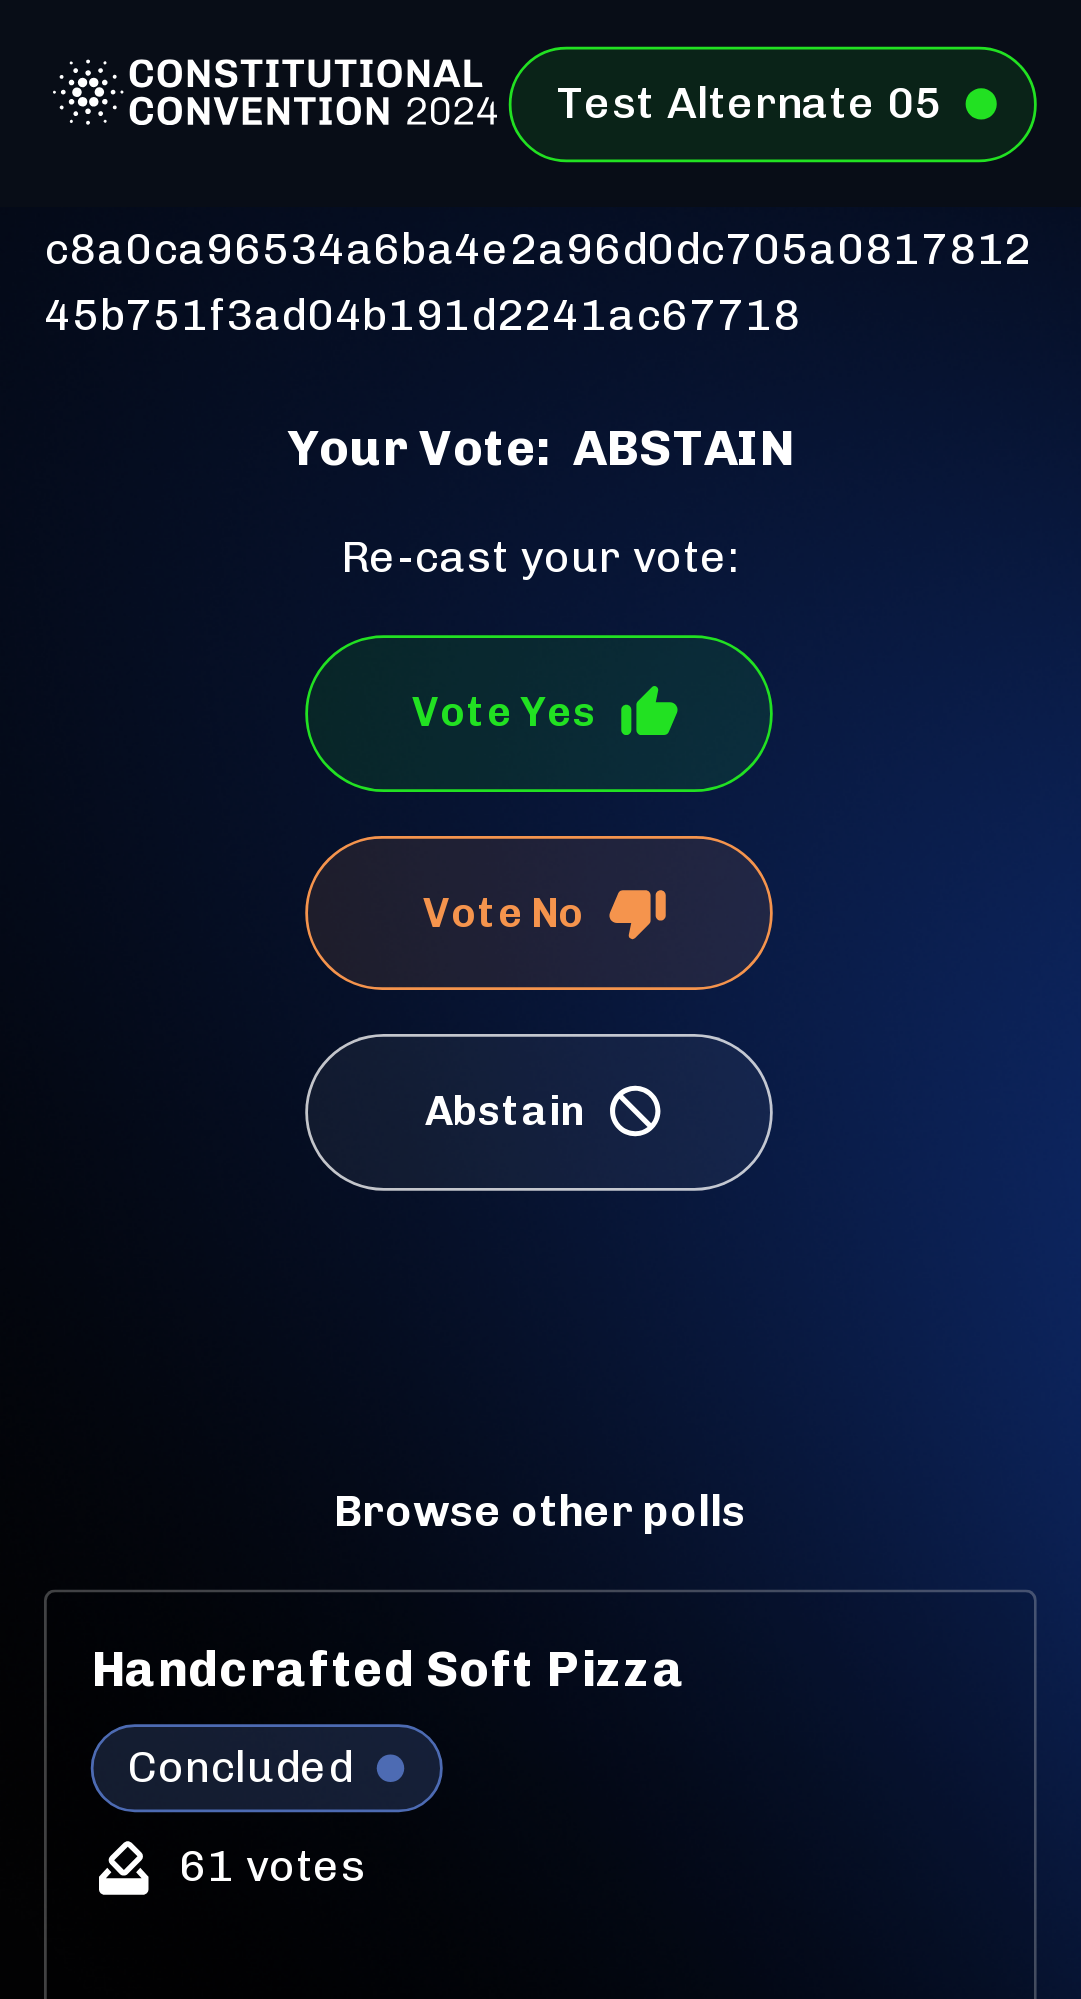 CONSTITUTIONAL
CONVENTION 2024
Test Alternate 05
c8a0ca96534a6ba4e2a96d0dc705a0817812
45b751f3ad04b191d2241ac67718
Your Vote: ABSTAIN
Re-cast your vote:
Vote Yes
Vote No
Abstain
Browse other polls
Handcrafted Soft Pizza
Concluded
61 votes